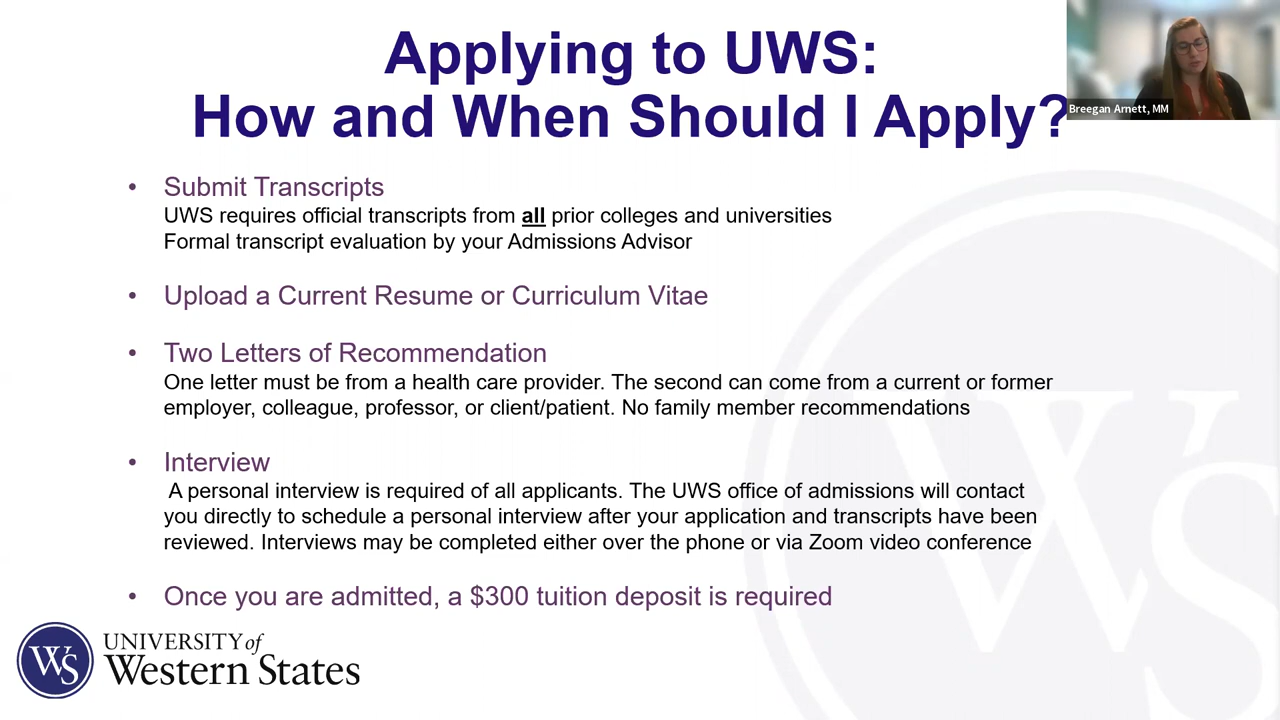 Applying to UWS:
How and When Should I Apply?
Breegan Arnett, MM
• Submit Transcripts
UWS requires official transcripts from all prior colleges and universities
Formal transcript evaluation by your Admissions Advisor
• Upload a Current Resume or Curriculum Vitae
• Two Letters of Recommendation
One letter must be from a health care provider. The second can come from a current or former
employer, colleague, professor, or client/patient. No family member recommendations
• Interview
A personal interview is required of all applicants. The UWS office of admissions will contact
you directly to schedule a personal interview after your application and transcripts have been
reviewed. Interviews may be completed either over the phone or via Zoom video conference
• Once you are admitted, a $300 tuition deposit is required
WS
UNIVERSITY of
Western States
WS